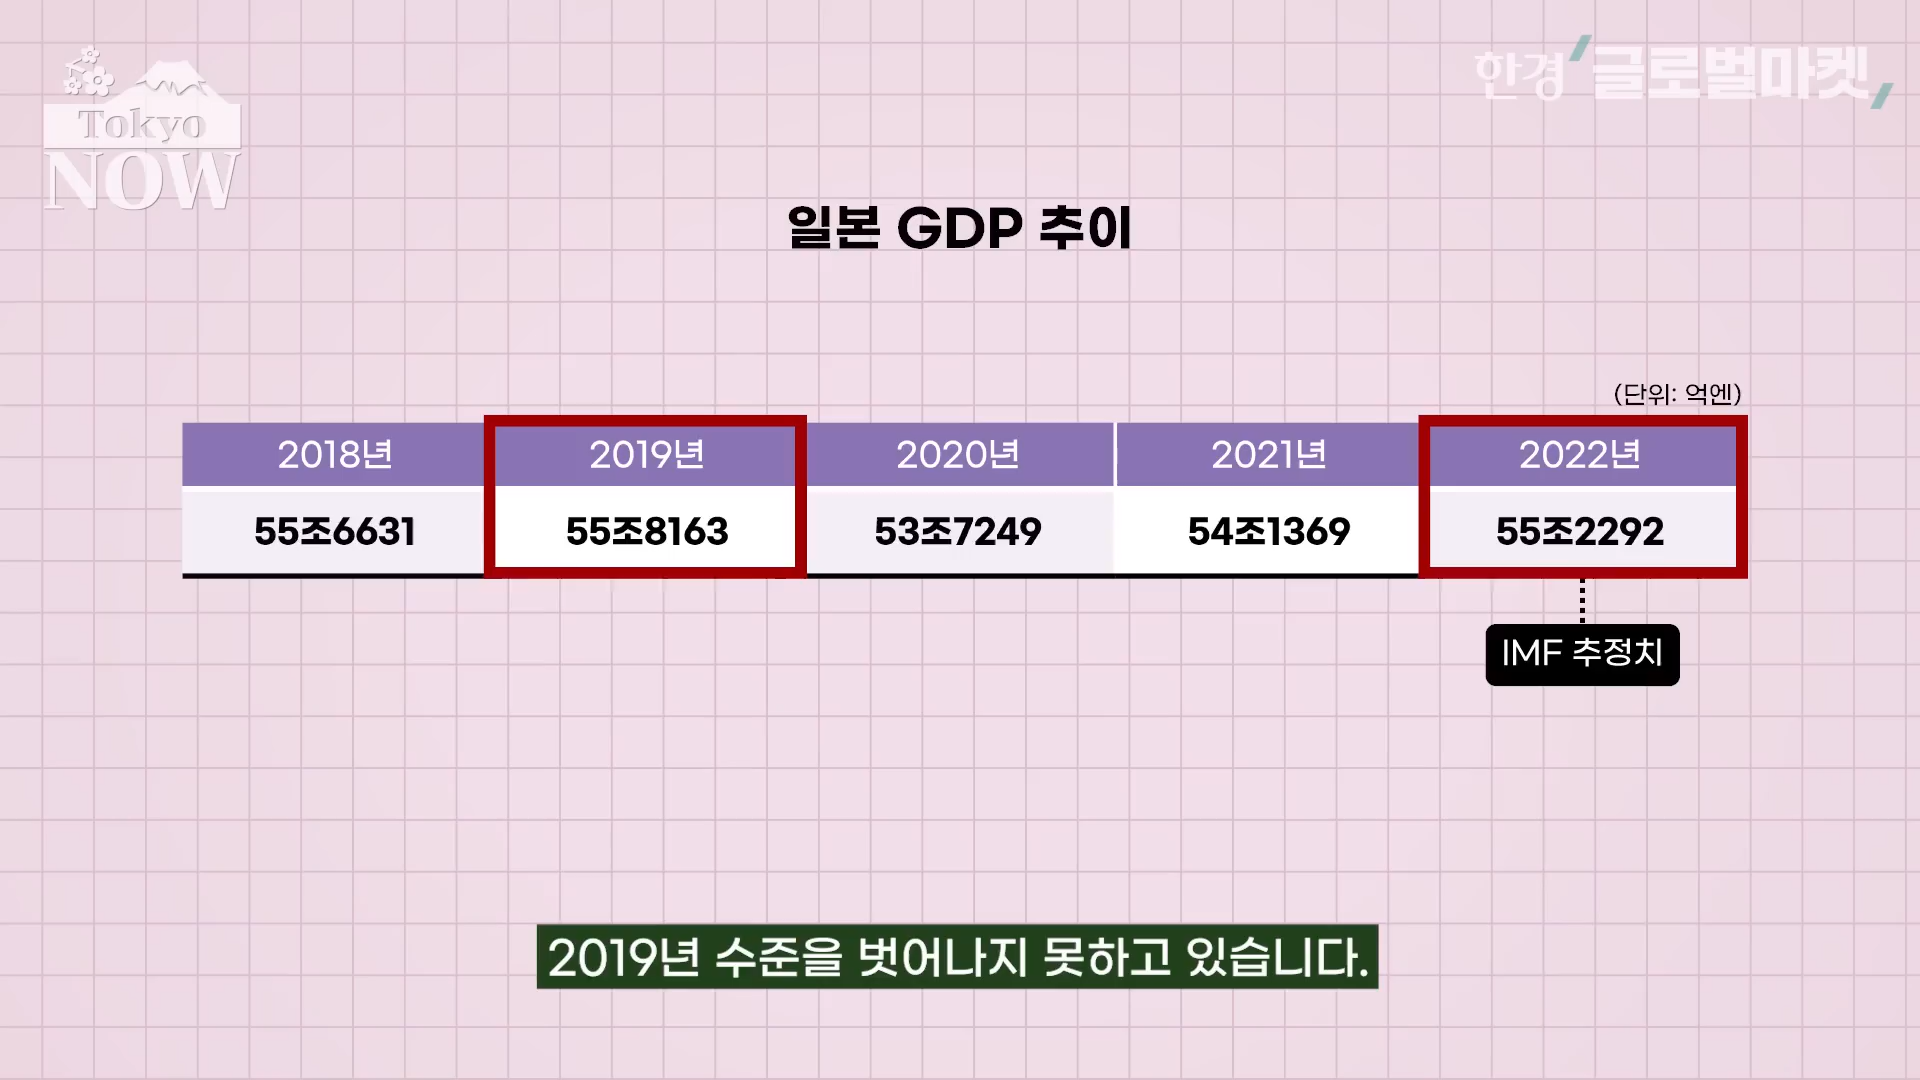 Tokyo
NOW
한경 글로벌마켓
일본 GDP 추이
(단위: 억엔)
2018년 2019년 2020년 2021년 2022년
55조6631 55조8163 53조7249 54조1369 55조2292
IMF 추정치
2019년 수준을 벗어나지 못하고 있습니다.